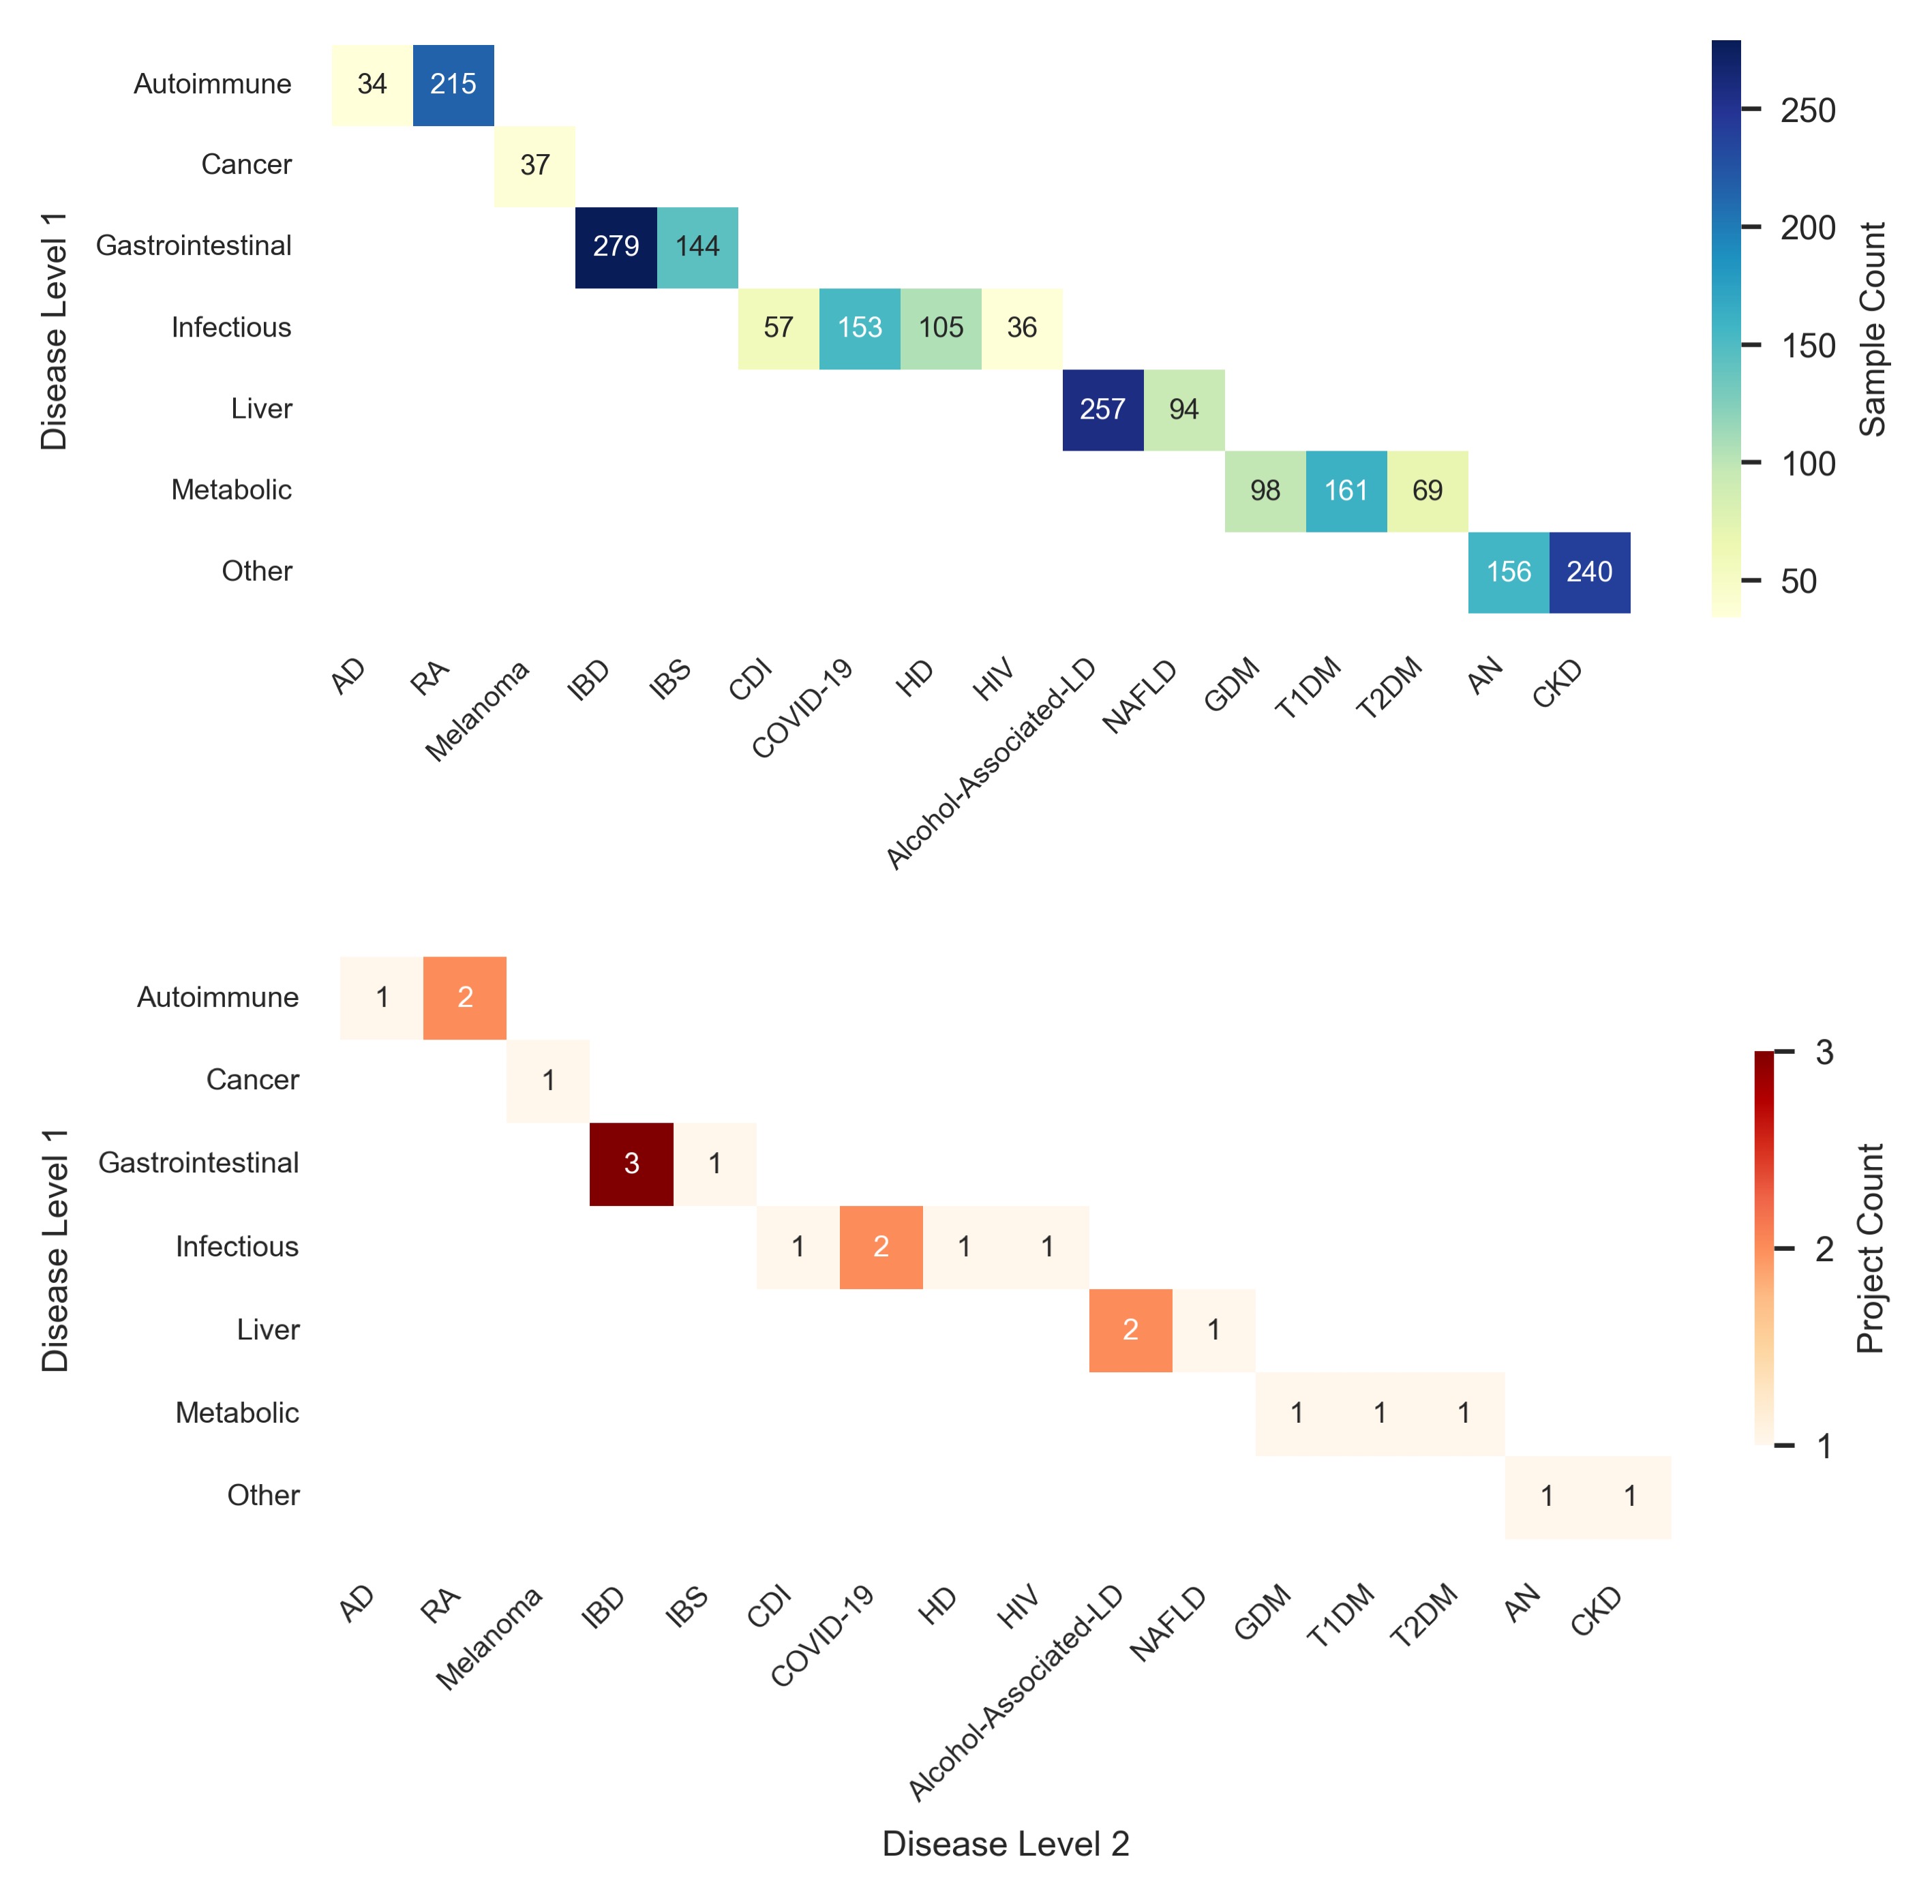 Disease Level 1
Autoimmune 34 215
Cancer 37
Gastrointestinal 279 144
Infectious 57 153 105 36
Liver 257 94
Metabolic 98 161 69
Other 156 240
AD RA Melanoma IBD IBS CDI COVID-19 HD HIV Alcohol-Associated-LD NAFLD GDM T1DM T2DM AN CKD
250
200
150
100
50
Sample Count
Disease Level 1
Autoimmune 1 2
Cancer 1
Gastrointestinal 3 1
Infectious 1 2 1 1
Liver 2 1
Metabolic 1 1 1
Other 1 1
AD RA Melanoma IBD IBS CDI COVID-19 HD HIV Alcohol-Associated-LD NAFLD GDM T1DM T2DM AN CKD
Disease Level 2
3
2
1
Project Count